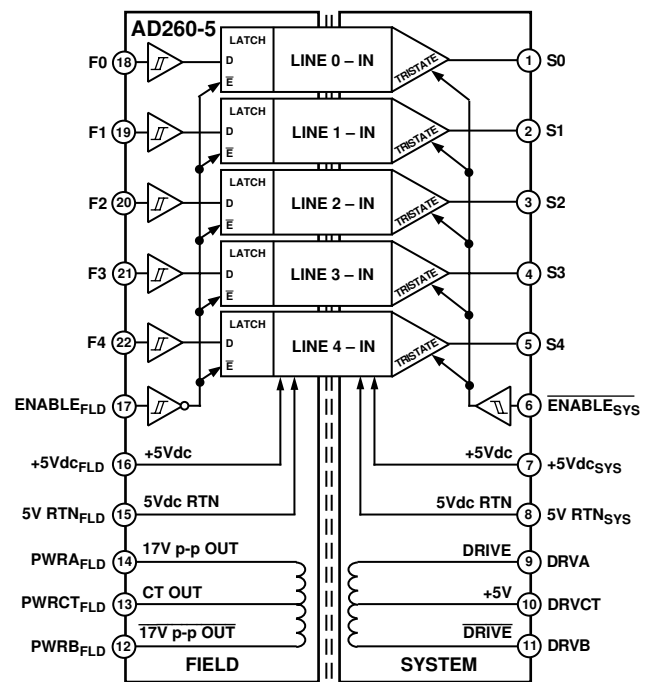 AD260-5
LATCH
F0 18 D LINE 0 – IN TRISTATE 1 S0
E̅
LATCH
F1 19 D LINE 1 – IN TRISTATE 2 S1
E̅
LATCH
F2 20 D LINE 2 – IN TRISTATE 3 S2
E̅
LATCH
F3 21 D LINE 3 – IN TRISTATE 4 S3
E̅
LATCH
F4 22 D LINE 4 – IN TRISTATE 5 S4
E̅
ENABLEFLD 17 6 ENABLESYS
+5Vdc +5Vdc
+5VdcFLD 16 7 +5VdcSYS
5Vdc RTN 5Vdc RTN
5V RTNFLD 15 8 5V RTNSYS
17V p-p OUT DRIVE
PWRAFLD 14 9 DRVA
CT OUT +5V
PWRCTFLD 13 10 DRVCT
17V p-p OUT DRIVE
PWRBFLD 12 11 DRVB
FIELD SYSTEM